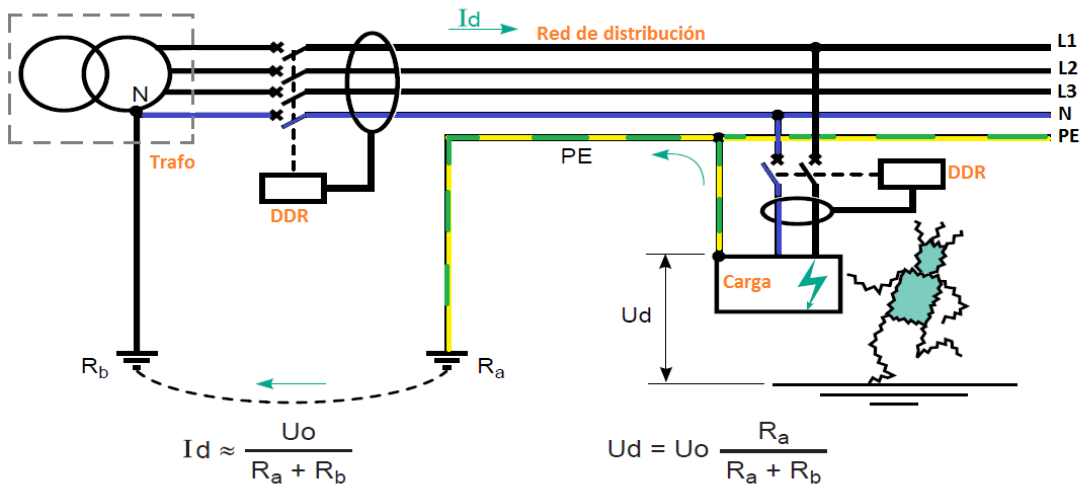 Id
Red de distribución
L1
L2
L3
N
N
PE
Trafo
PE
DDR
DDR
Carga
Ud
Rb
Ra
Id ≈ Uo / Ra + Rb
Ud = Uo Ra / Ra + Rb